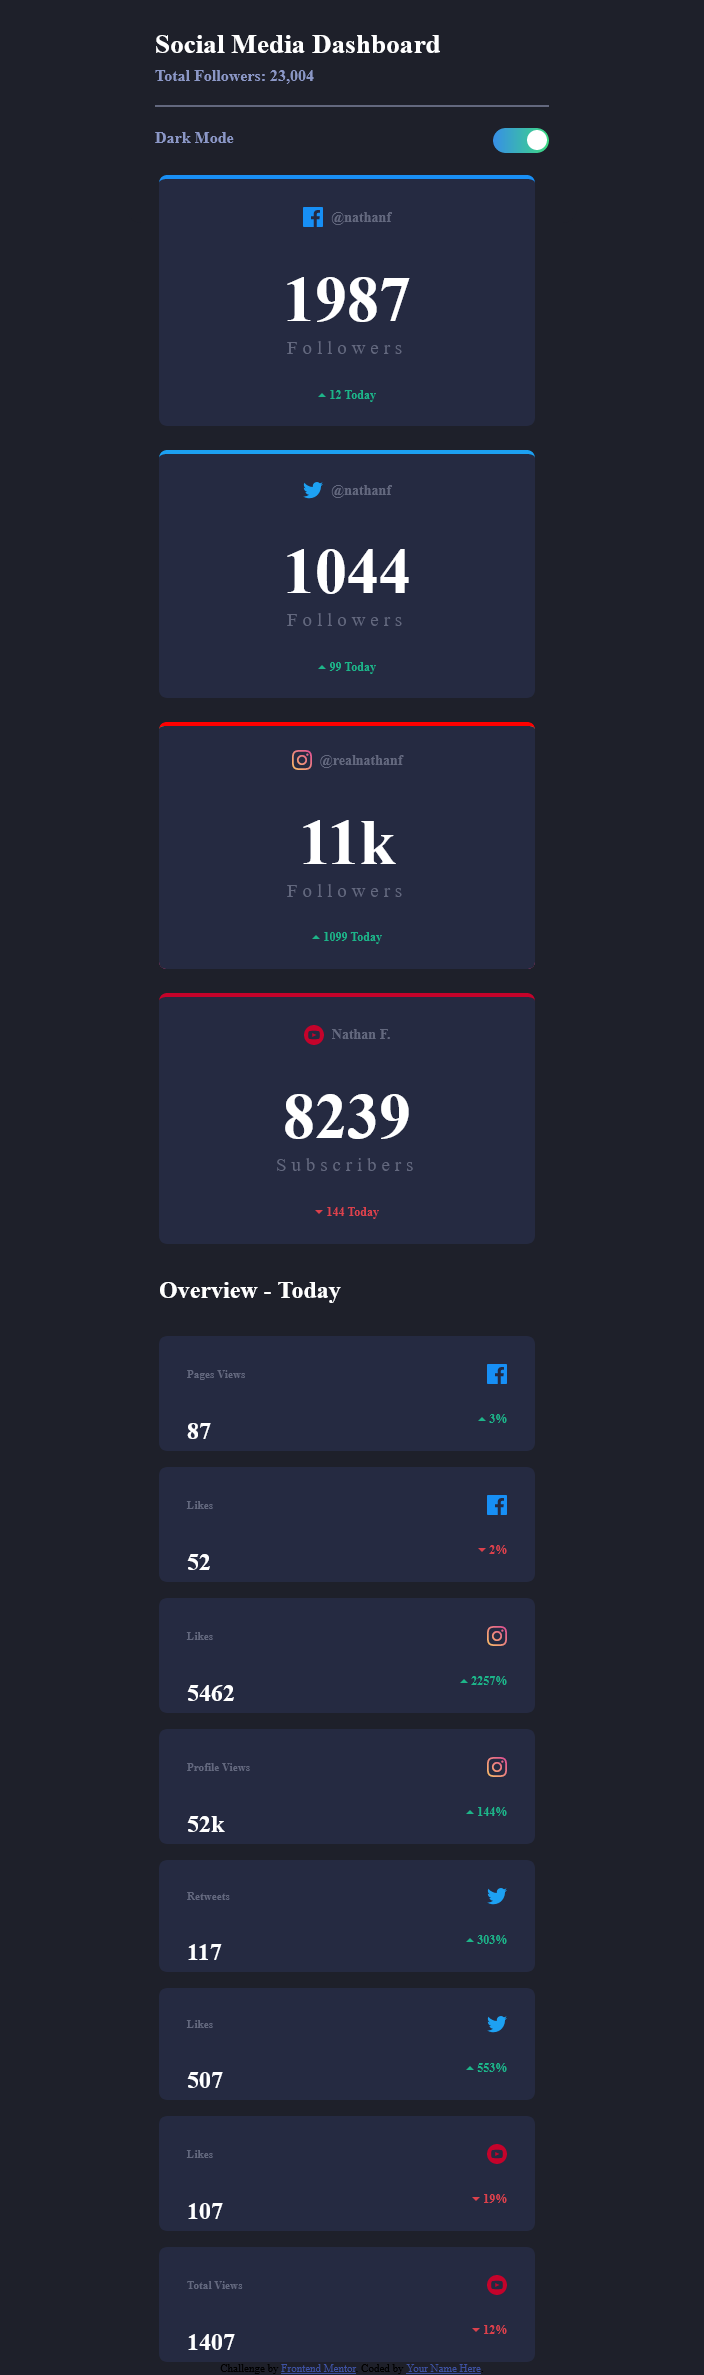 Social Media Dashboard
Total Followers: 23,004
Dark Mode
@nathanf
1987
Followers
12 Today
@nathanf
1044
Followers
99 Today
@realnathanf
11k
Followers
1099 Today
Nathan F.
8239
Subscribers
144 Today
Overview - Today
Pages Views
87
3%
Likes
52
2%
Likes
5462
2257%
Profile Views
52k
144%
Retweets
117
303%
Likes
507
553%
Likes
107
19%
Total Views
1407
12%
Challenge by Frontend Mentor. Coded by Your Name Here.